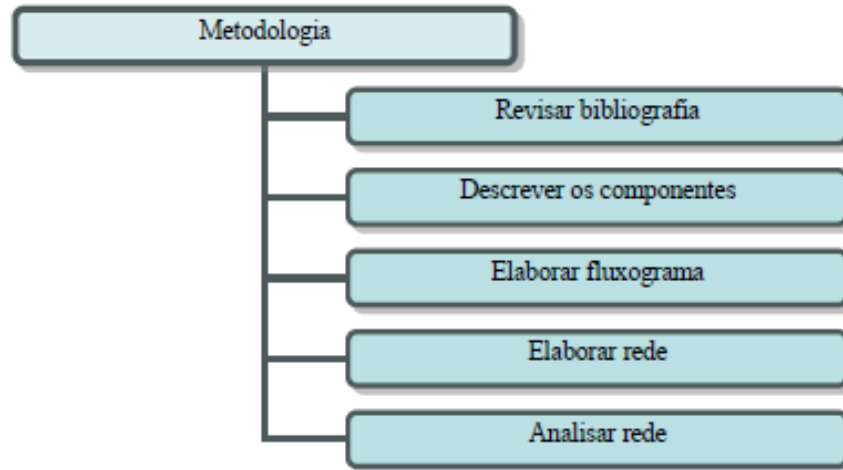 Metodologia
Revisar bibliografia
Descrever os componentes
Elaborar fluxograma
Elaborar rede
Analisar rede